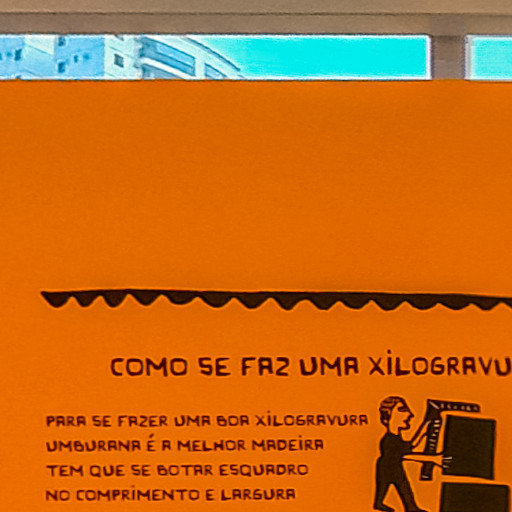 COMO SE FAZ UMA XILOGRAVU
PARA SE FAZER UMA BOA XILOGRAVURA
UMBURANA É A MELHOR MADEIRA
TEM QUE SE BOTAR ESQUADRO
NO COMPRIMENTO E LARGURA